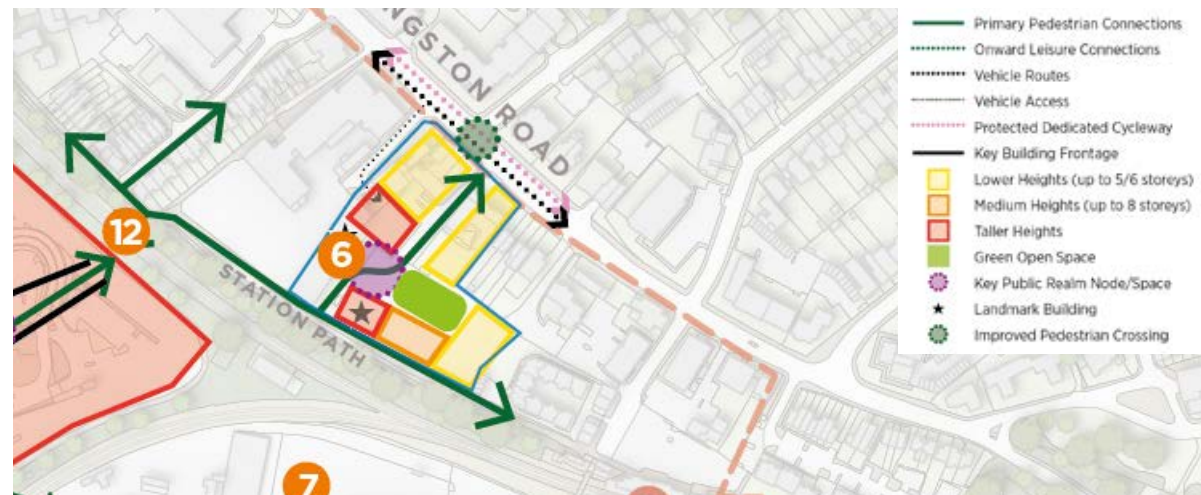 NGSTON ROAD
12
6
STATION PATH
7
Primary Pedestrian Connections
Onward Leisure Connections
Vehicle Routes
Vehicle Access
Protected Dedicated Cycleway
Key Building Frontage
Lower Heights (up to 5/6 storeys)
Medium Heights (up to 8 storeys)
Taller Heights
Green Open Space
Key Public Realm Node/Space
Landmark Building
Improved Pedestrian Crossing